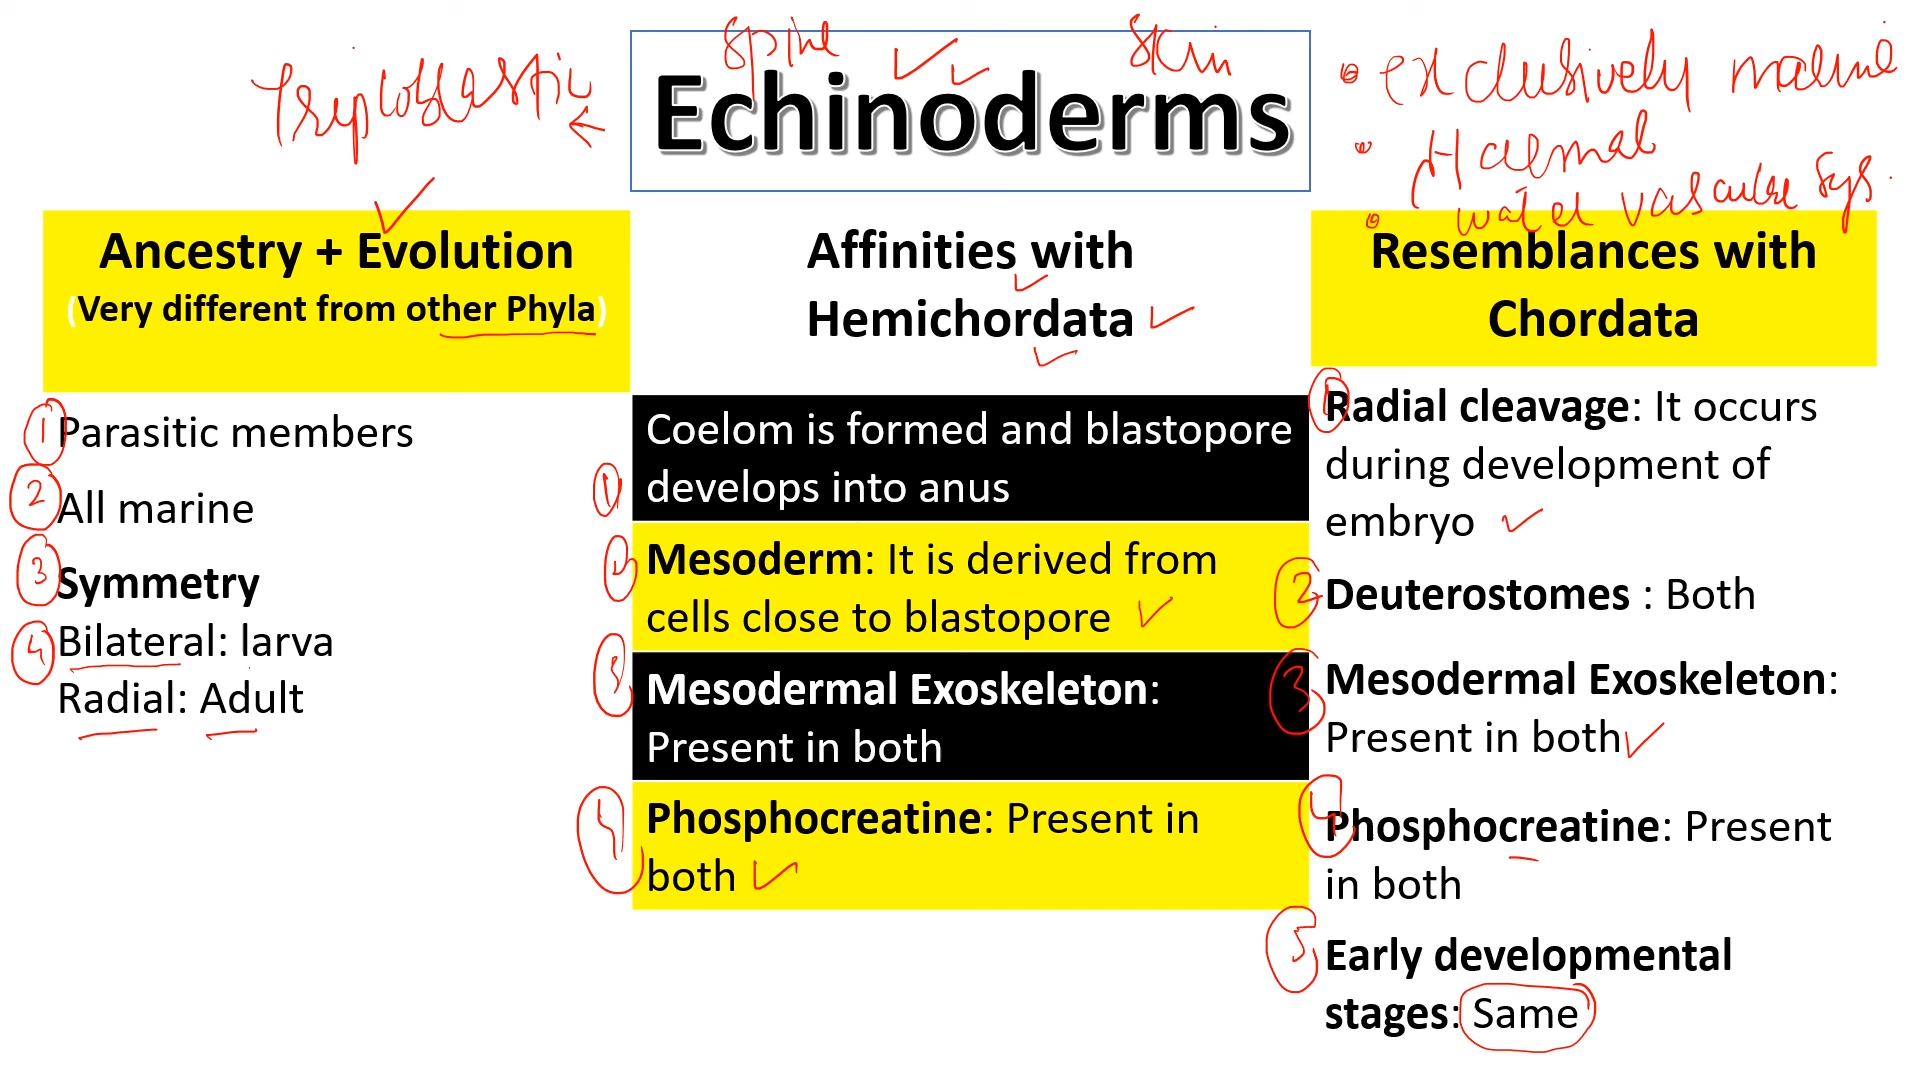 Spine
Skin
Triploblastic
Echinoderms
exclusively marine
Haemal
water vascular sys.
Ancestry + Evolution
(Very different from other Phyla)
1 Parasitic members
2 All marine
3 Symmetry
4 Bilateral: larva
Radial: Adult
Affinities with
Hemichordata
Coelom is formed and blastopore
1 develops into anus
2 Mesoderm: It is derived from
cells close to blastopore
3 Mesodermal Exoskeleton:
Present in both
4 Phosphocreatine: Present in
both
Resemblances with
Chordata
1 Radial cleavage: It occurs
during development of
embryo
2 Deuterostomes : Both
3 Mesodermal Exoskeleton:
Present in both
4 Phosphocreatine: Present
in both
5 Early developmental
stages: Same